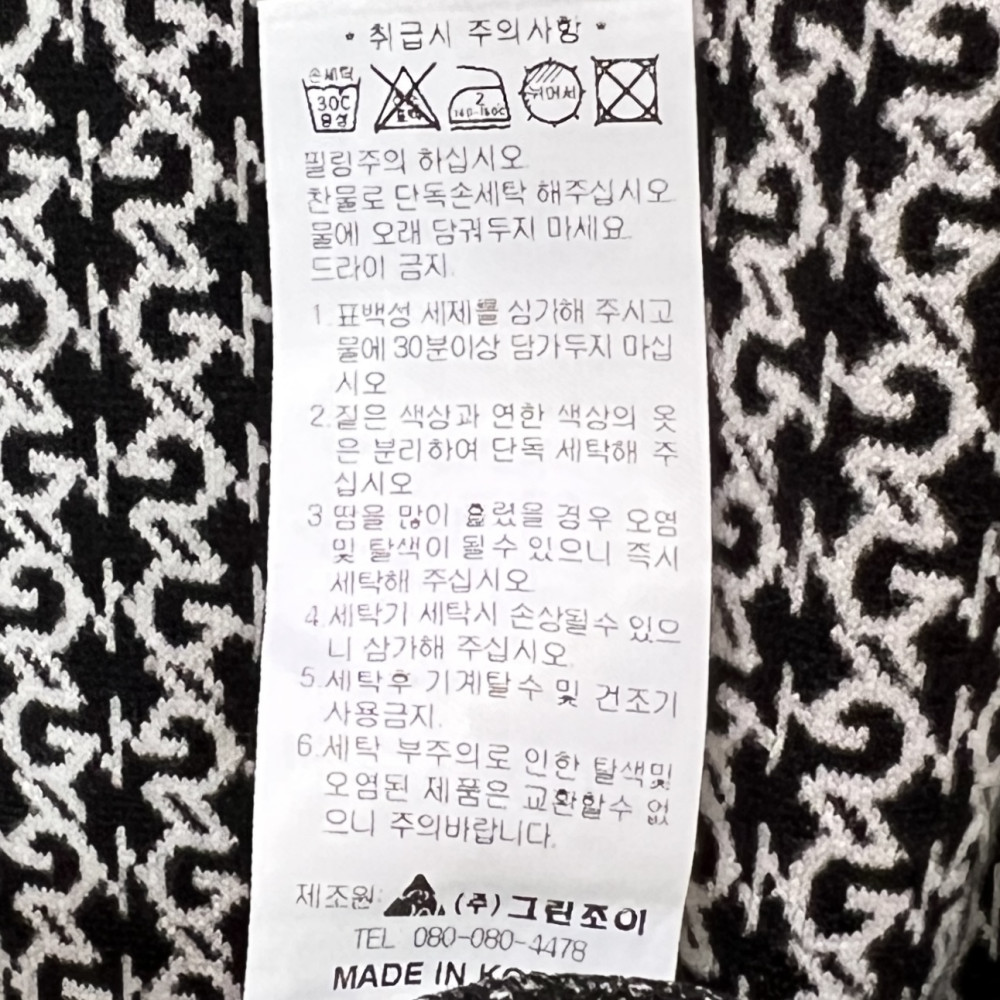 • 취급시 주의사항 •
손세탁
30℃
중성
2
140-160℃
뉘어서
필링주의 하십시오
찬물로 단독손세탁 해주십시오
물에 오래 담궈두지 마세요
드라이 금지.
1.표백성 세제를 삼가해 주시고
물에 30분이상 담가두지 마십
시오
2.짙은 색상과 연한 색상의 옷
은 분리하여 단독 세탁해 주
십시오
3 땀을 많이 흘렸을 경우 오염
및 탈색이 될수 있으니 즉시
세탁해 주십시오
4.세탁기 세탁시 손상될수 있으
니 삼가해 주십시오
5.세탁후 기계탈수 및 건조기
사용금지.
6.세탁 부주의로 인한 탈색및
오염된 제품은 교환할수 없
으니 주의바랍니다.
제조원: (주)그린조이
TEL 080-080-4478
MADE IN